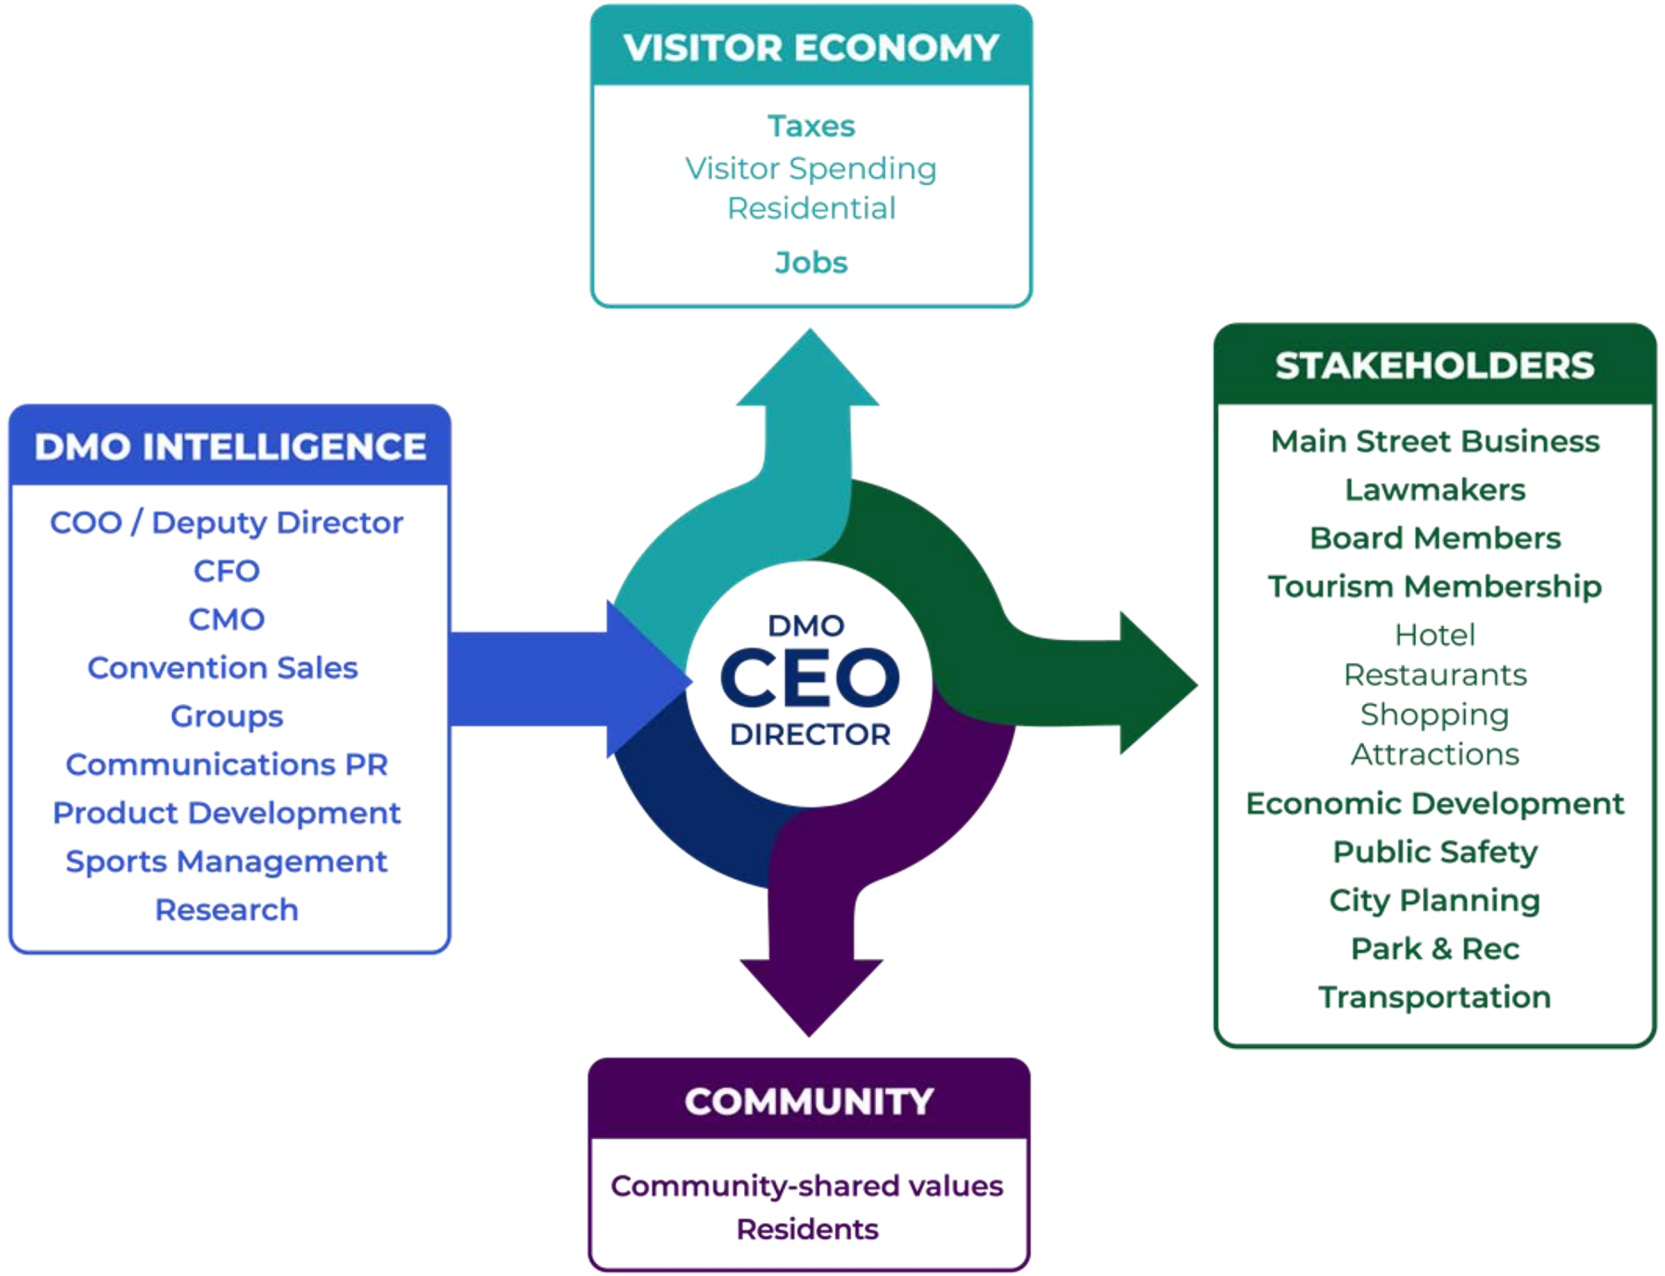 VISITOR ECONOMY
Taxes
Visitor Spending
Residential
Jobs
DMO INTELLIGENCE
COO / Deputy Director
CFO
CMO
Convention Sales
Groups
Communications PR
Product Development
Sports Management
Research
DMO
CEO
DIRECTOR
STAKEHOLDERS
Main Street Business
Lawmakers
Board Members
Tourism Membership
Hotel
Restaurants
Shopping
Attractions
Economic Development
Public Safety
City Planning
Park & Rec
Transportation
COMMUNITY
Community-shared values
Residents